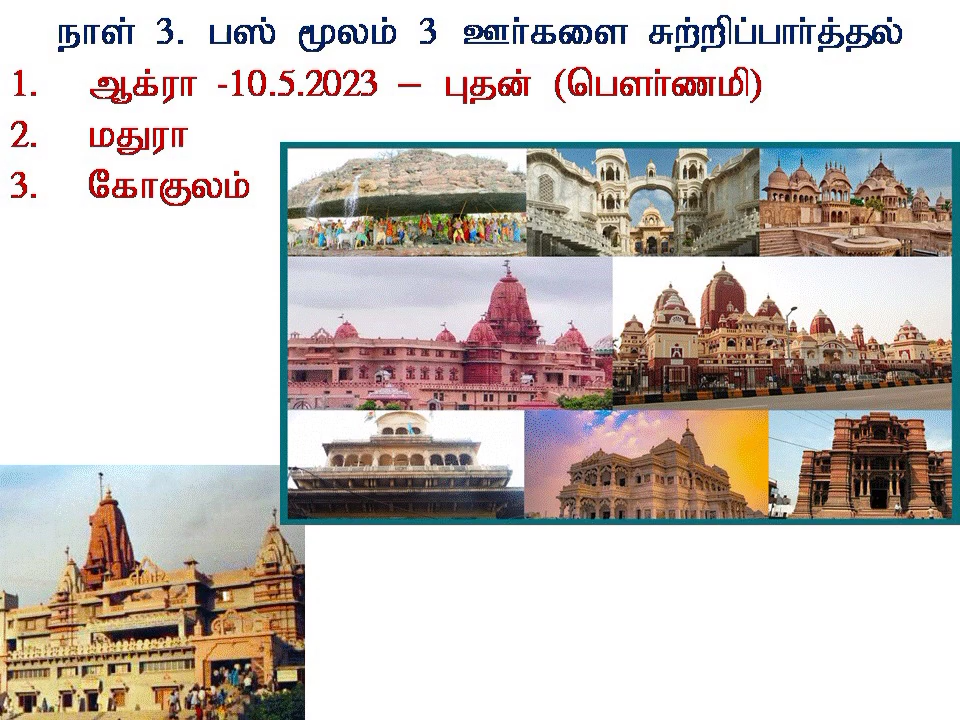 நாள் 3. பஸ் மூலம் 3 ஊர்களை சுற்றிப்பார்த்தல்
1. ஆக்ரா -10.5.2023 – புதன் (பௌர்ணமி)
2. மதுரா
3. கோகுலம்